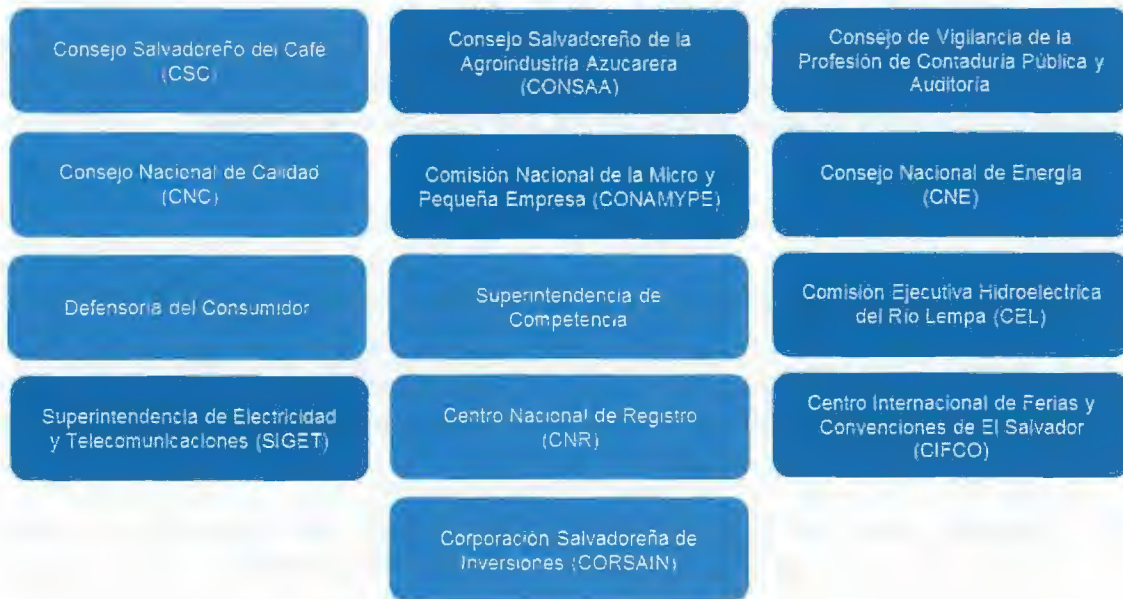 Consejo Salvadoreño del Café
(CSC)
Consejo Salvadoreño de la
Agroindustria Azucarera
(CONSAA)
Consejo de Vigilancia de la
Profesión de Contaduría Pública y
Auditoría
Consejo Nacional de Calidad
(CNC)
Comisión Nacional de la Micro y
Pequeña Empresa (CONAMYPE)
Consejo Nacional de Energía
(CNE)
Defensoría del Consumidor
Superintendencia de
Competencia
Comisión Ejecutiva Hidroelectrica
del Río Lempa (CEL)
Superintendencia de Electricidad
y Telecomunicaciones (SIGET)
Centro Nacional de Registro
(CNR)
Centro Internacional de Ferias y
Convenciones de El Salvador
(CIFCO)
Corporación Salvadoreña de
Inversiones (CORSAIN)